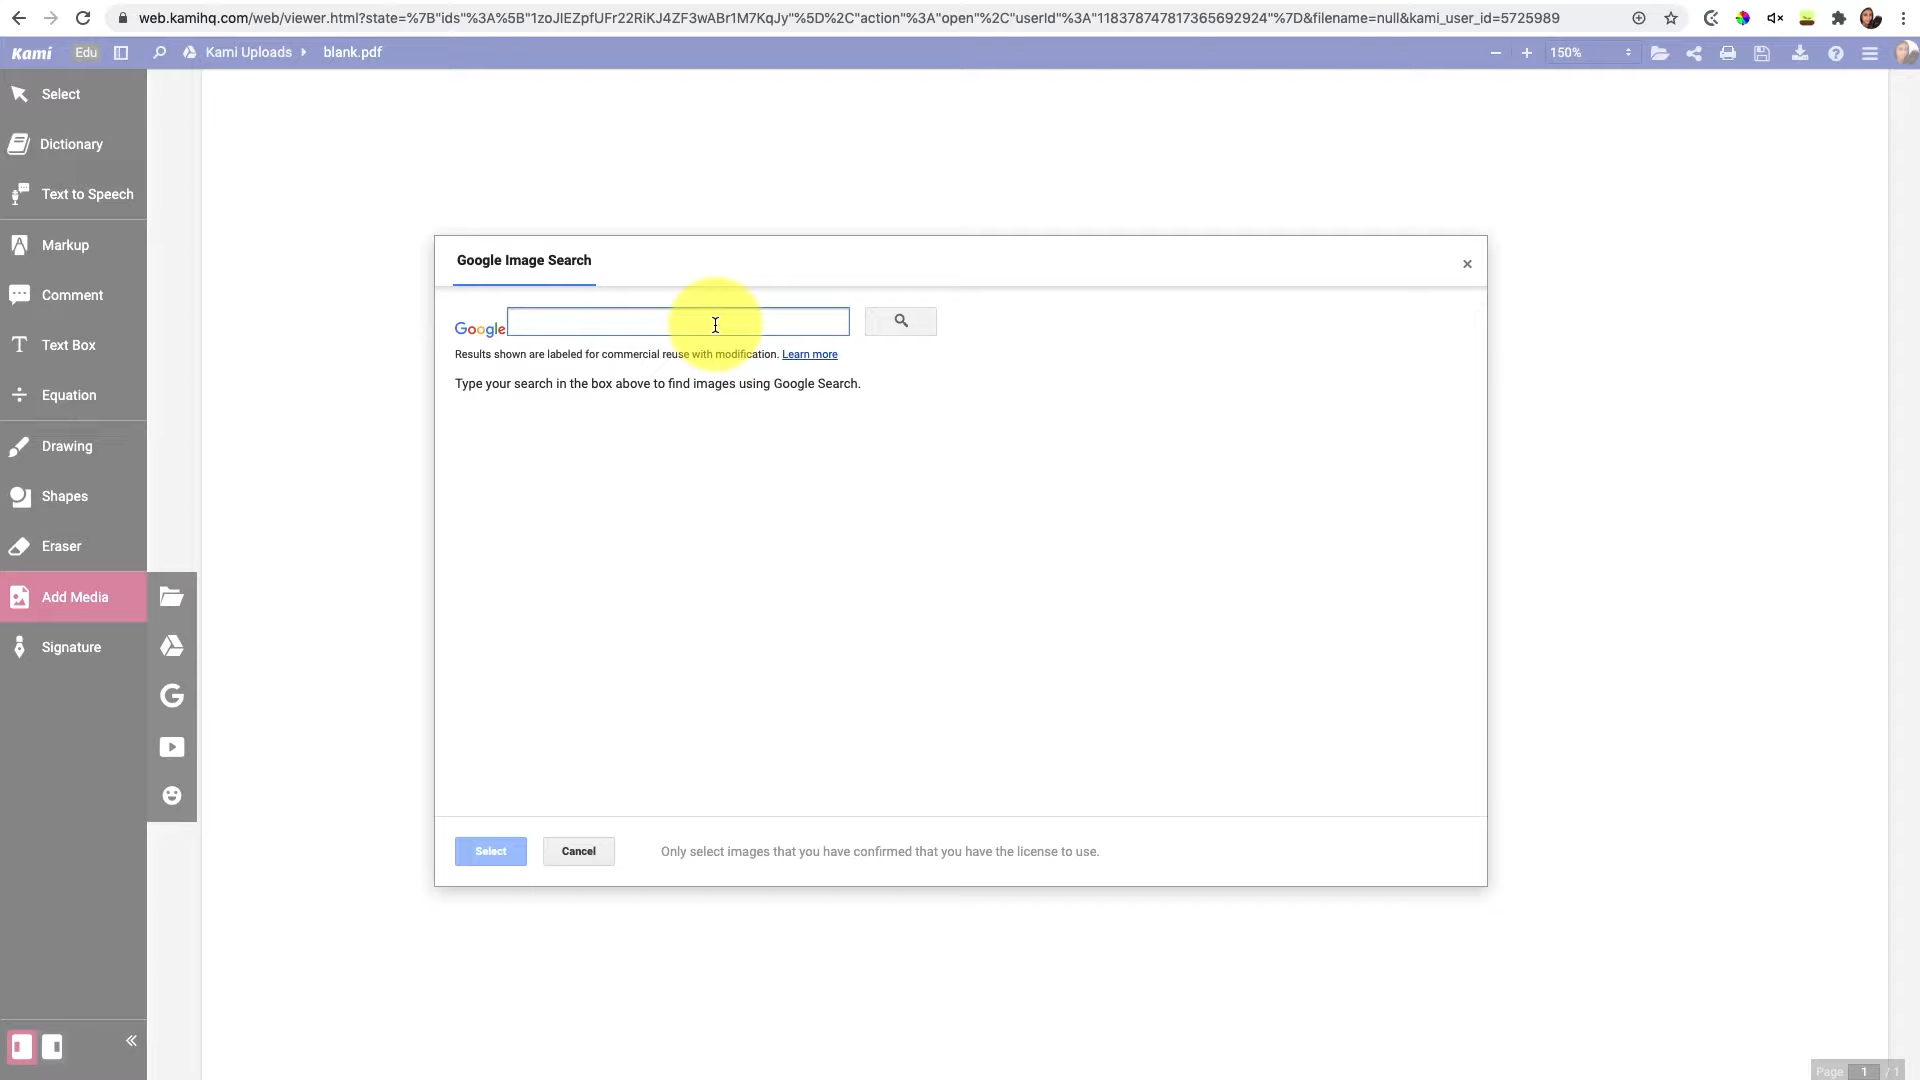 web.kamihq.com/web/viewer.html?state=%7B"ids"%3A%5B"1zoJIEZpfUFr22RiKJ4ZF3wABr1M7KqJy"%5D%2C"action"%3A"open"%2C"userId"%3A"118378747817365692924"%7D&filename=null&kami_user_id=5725989
Kami Edu Kami Uploads blank.pdf 150%
Select
Dictionary
Text to Speech
Markup
Comment
Text Box
Equation
Drawing
Shapes
Eraser
Add Media
Signature
Google Image Search
Google
Results shown are labeled for commercial reuse with modification. Learn more
Type your search in the box above to find images using Google Search.
Select Cancel Only select images that you have confirmed that you have the license to use.
Page 1 / 1